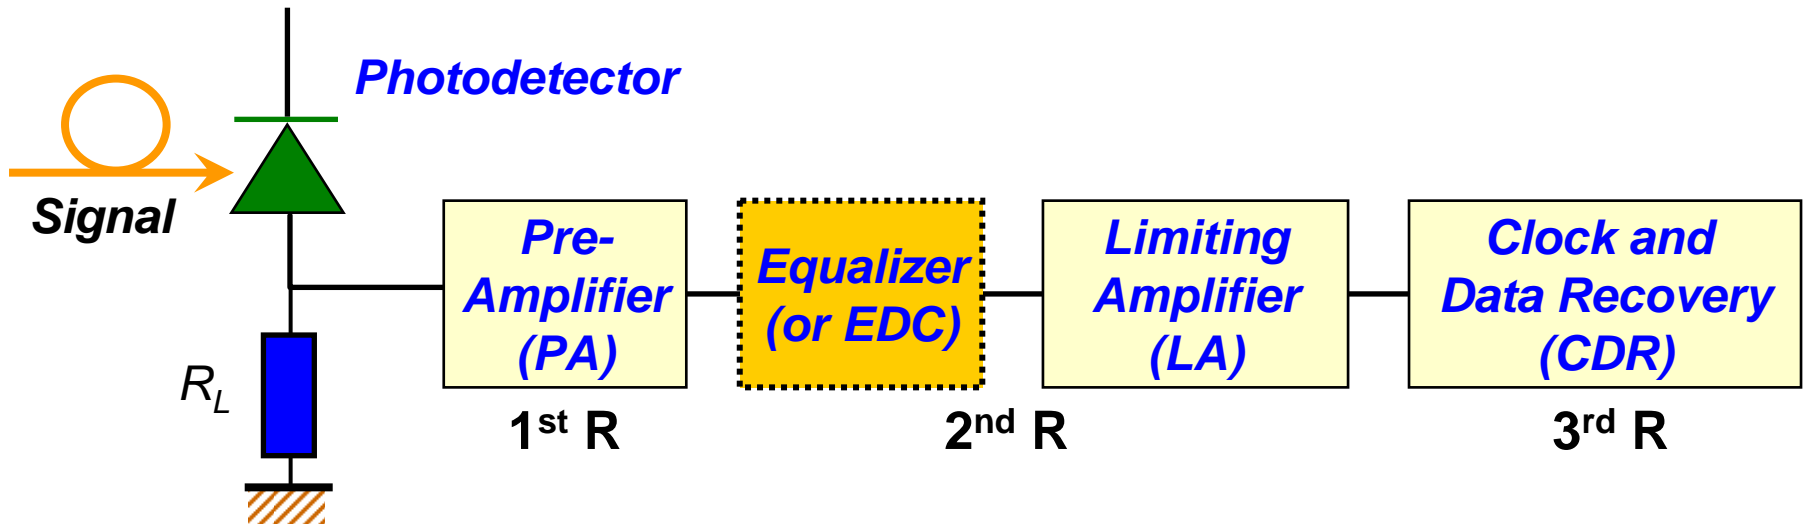 Photodetector
Signal
R_L
Pre-
Amplifier
(PA)
Equalizer
(or EDC)
Limiting
Amplifier
(LA)
Clock and
Data Recovery
(CDR)
1st R
2nd R
3rd R